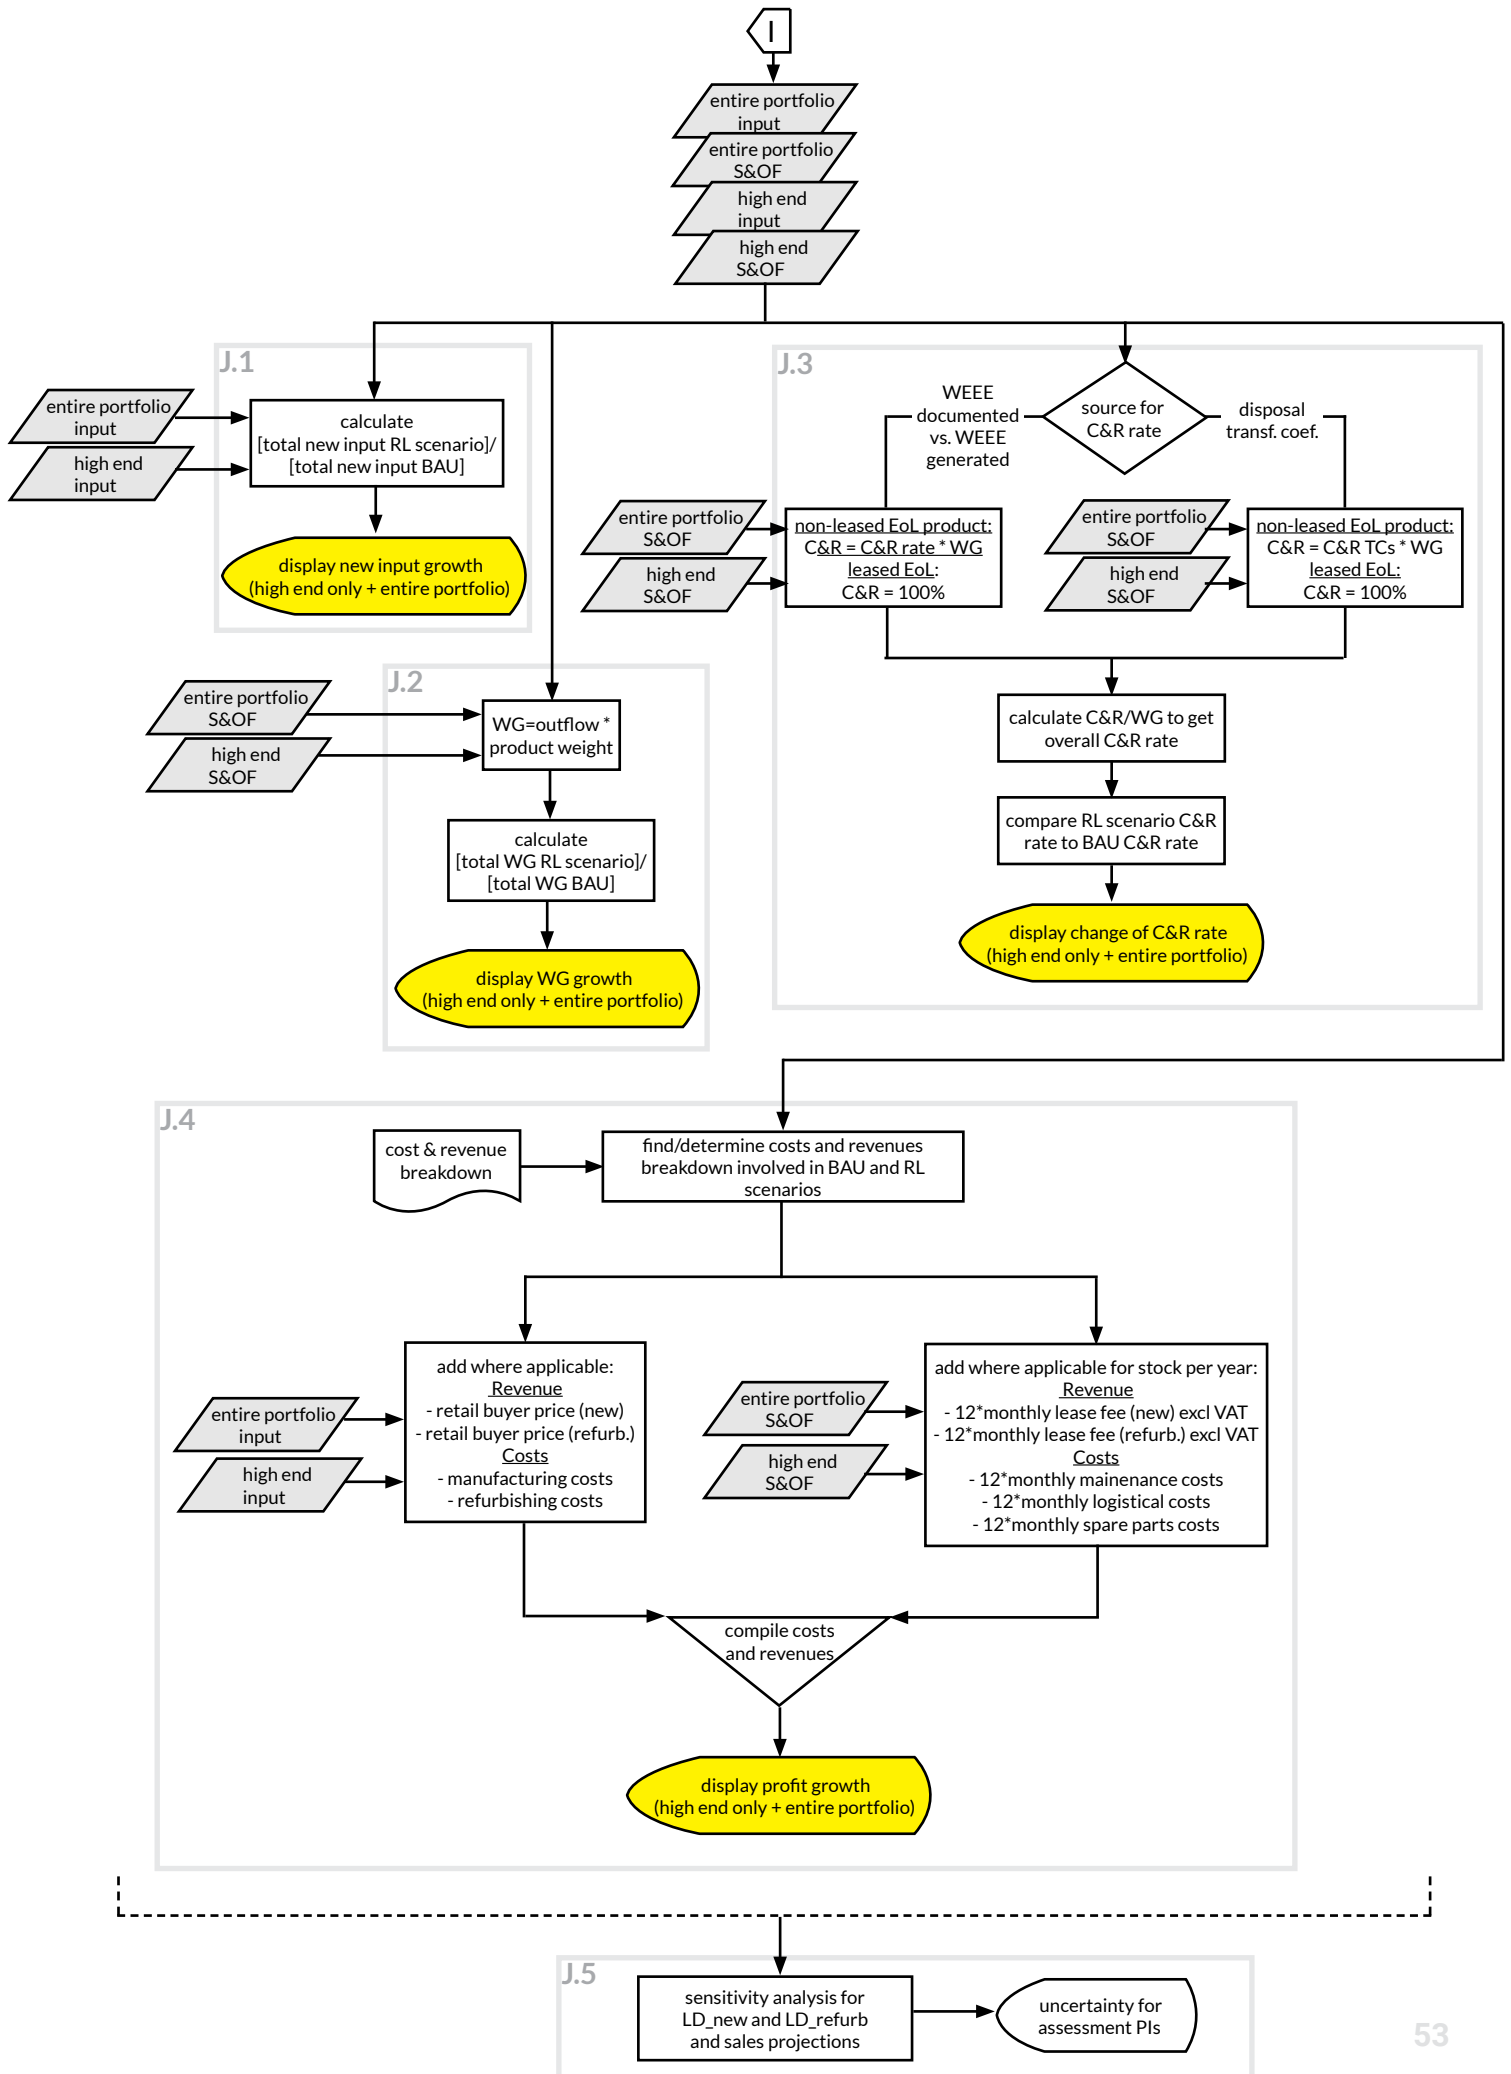 I
entire portfolio
input
entire portfolio
S&OF
high end
input
high end
S&OF
J.1
entire portfolio
input
high end
input
calculate
[total new input RL scenario]/
[total new input BAU]
display new input growth
(high end only + entire portfolio)
J.2
entire portfolio
S&OF
high end
S&OF
WG=outflow *
product weight
calculate
[total WG RL scenario]/
[total WG BAU]
display WG growth
(high end only + entire portfolio)
J.3
source for
C&R rate
WEEE
documented
vs. WEEE
generated
disposal
transf. coef.
entire portfolio
S&OF
high end
S&OF
non-leased EoL product:
C&R = C&R rate * WG
leased EoL:
C&R = 100%
entire portfolio
S&OF
high end
S&OF
non-leased EoL product:
C&R = C&R TCs * WG
leased EoL:
C&R = 100%
calculate C&R/WG to get
overall C&R rate
compare RL scenario C&R
rate to BAU C&R rate
display change of C&R rate
(high end only + entire portfolio)
J.4
cost & revenue
breakdown
find/determine costs and revenues
breakdown involved in BAU and RL
scenarios
entire portfolio
input
high end
input
add where applicable:
Revenue
- retail buyer price (new)
- retail buyer price (refurb.)
Costs
- manufacturing costs
- refurbishing costs
entire portfolio
S&OF
high end
S&OF
add where applicable for stock per year:
Revenue
- 12*monthly lease fee (new) excl VAT
- 12*monthly lease fee (refurb.) excl VAT
Costs
- 12*monthly mainenance costs
- 12*monthly logistical costs
- 12*monthly spare parts costs
compile costs
and revenues
display profit growth
(high end only + entire portfolio)
J.5
sensitivity analysis for
LD_new and LD_refurb
and sales projections
uncertainty for
assessment PIs
53